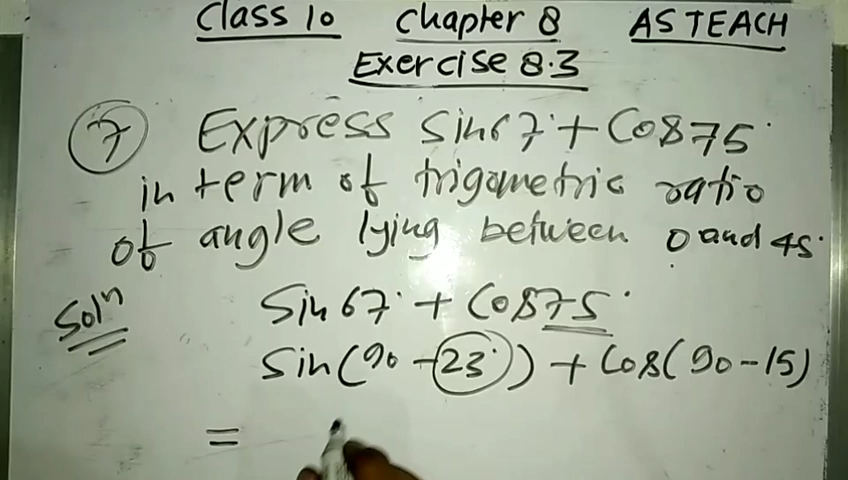 Class 10 Chapter 8 AS TEACH
Exercise 8.3
7 Express Sin67° + Cos75°
in term of trigometric ratio
of angle lying between 0 and 45°
Solⁿ Sin67° + Cos75°
Sin(90 - 23°) + Cos(90 - 15)
=